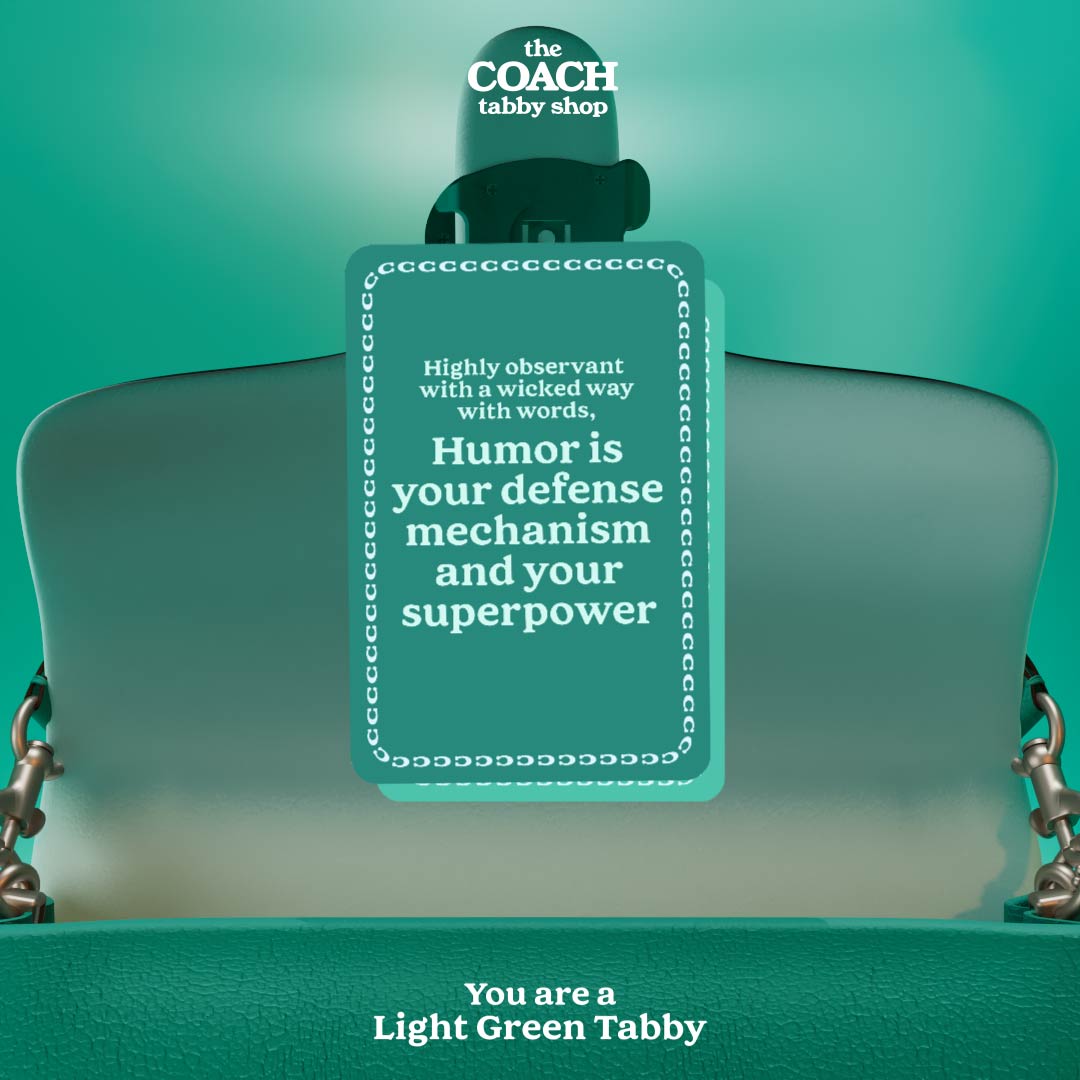 the
COACH
tabby shop
Highly observant
with a wicked way
with words,
Humor is
your defense
mechanism
and your
superpower
You are a
Light Green Tabby